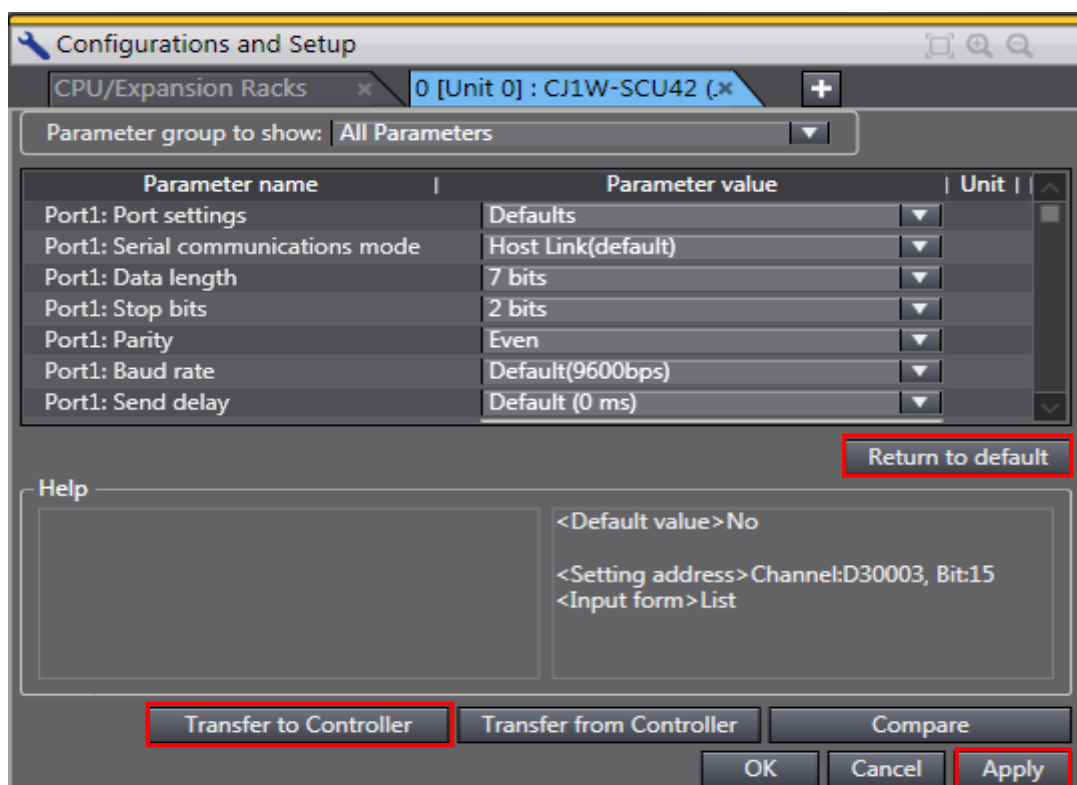 Configurations and Setup
CPU/Expansion Racks × 0 [Unit 0] : CJ1W-SCU42 (.× +
Parameter group to show: All Parameters
Parameter name | Parameter value | Unit |
Port1: Port settings Defaults
Port1: Serial communications mode Host Link(default)
Port1: Data length 7 bits
Port1: Stop bits 2 bits
Port1: Parity Even
Port1: Baud rate Default(9600bps)
Port1: Send delay Default (0 ms)
Return to default
Help
<Default value>No
<Setting address>Channel:D30003, Bit:15
<Input form>List
Transfer to Controller Transfer from Controller Compare
OK Cancel Apply